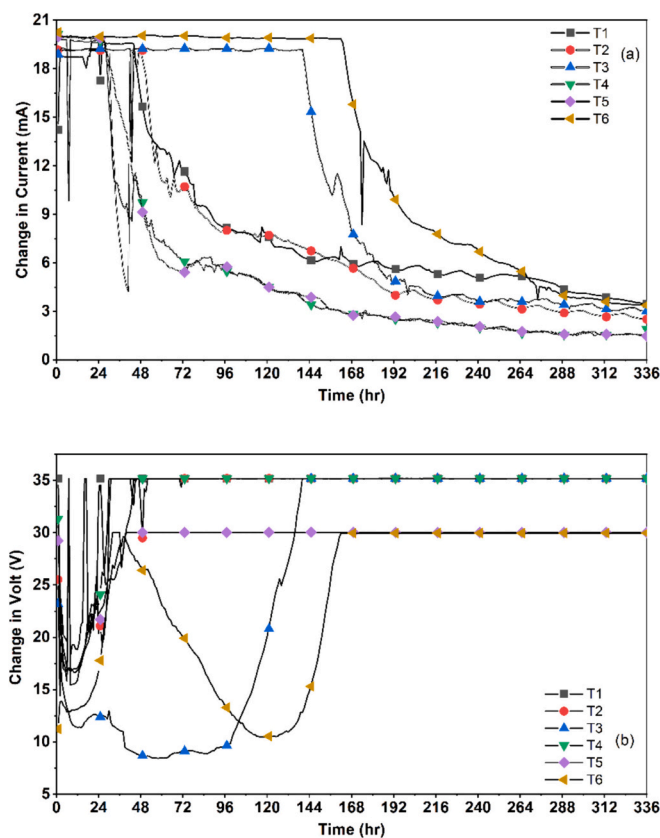 21
18
15
12
9
6
3
0
Change in Current (mA)
T1
T2
T3
T4
T5
T6
(a)
0 24 48 72 96 120 144 168 192 216 240 264 288 312 336
Time (hr)
40
35
30
25
20
15
10
5
Change in Volt (V)
T1
T2
T3
T4
T5
T6
(b)
0 24 48 72 96 120 144 168 192 216 240 264 288 312 336
Time (hr)